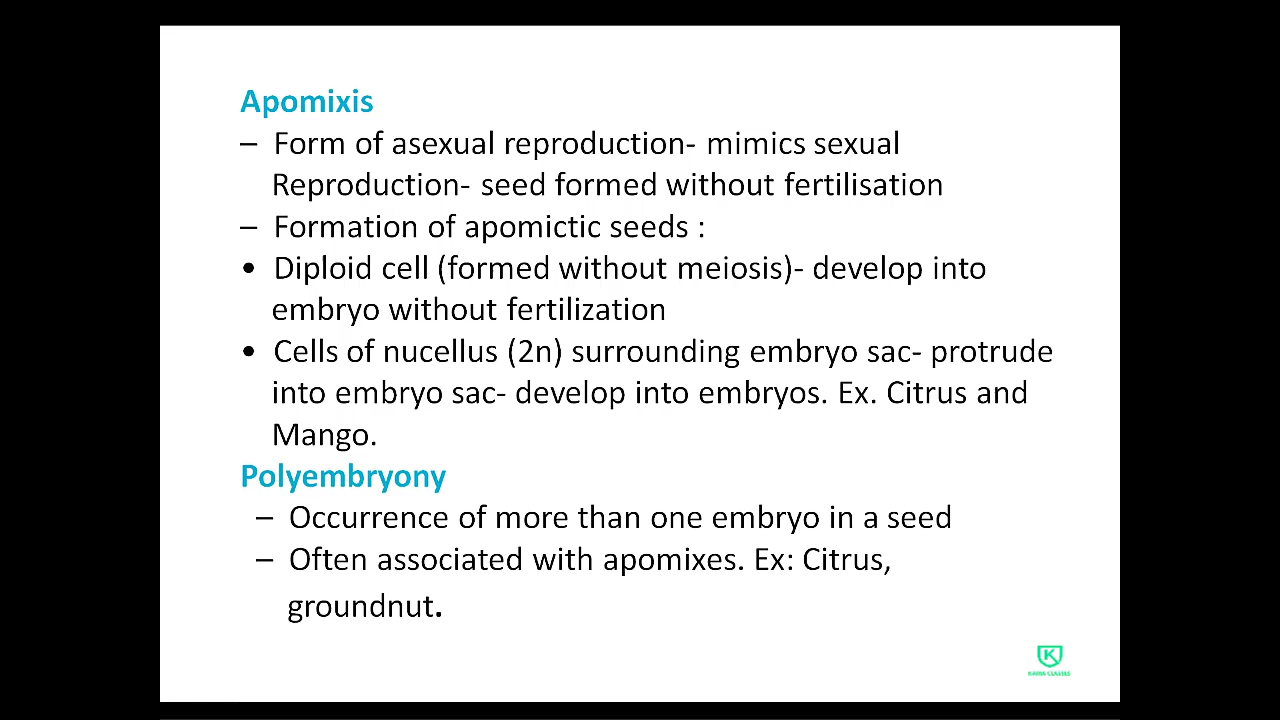 Apomixis
– Form of asexual reproduction- mimics sexual
Reproduction- seed formed without fertilisation
– Formation of apomictic seeds :
• Diploid cell (formed without meiosis)- develop into
embryo without fertilization
• Cells of nucellus (2n) surrounding embryo sac- protrude
into embryo sac- develop into embryos. Ex. Citrus and
Mango.
Polyembryony
– Occurrence of more than one embryo in a seed
– Often associated with apomixes. Ex: Citrus,
groundnut.
K
CLASSES